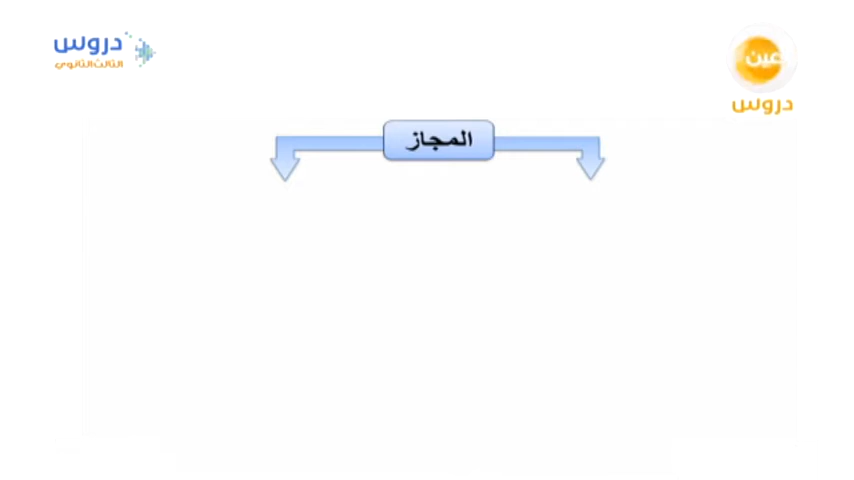 دروس
الثالث الثانوي
عين
دروس
المجاز